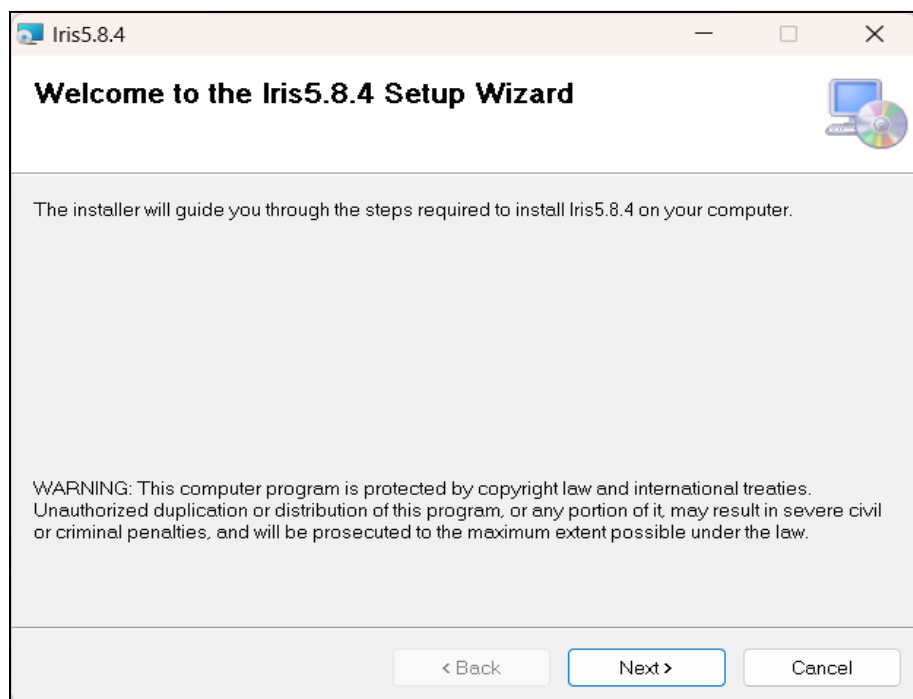 Iris5.8.4
Welcome to the Iris5.8.4 Setup Wizard
The installer will guide you through the steps required to install Iris5.8.4 on your computer.
WARNING: This computer program is protected by copyright law and international treaties.
Unauthorized duplication or distribution of this program, or any portion of it, may result in severe civil
or criminal penalties, and will be prosecuted to the maximum extent possible under the law.
< Back
Next >
Cancel